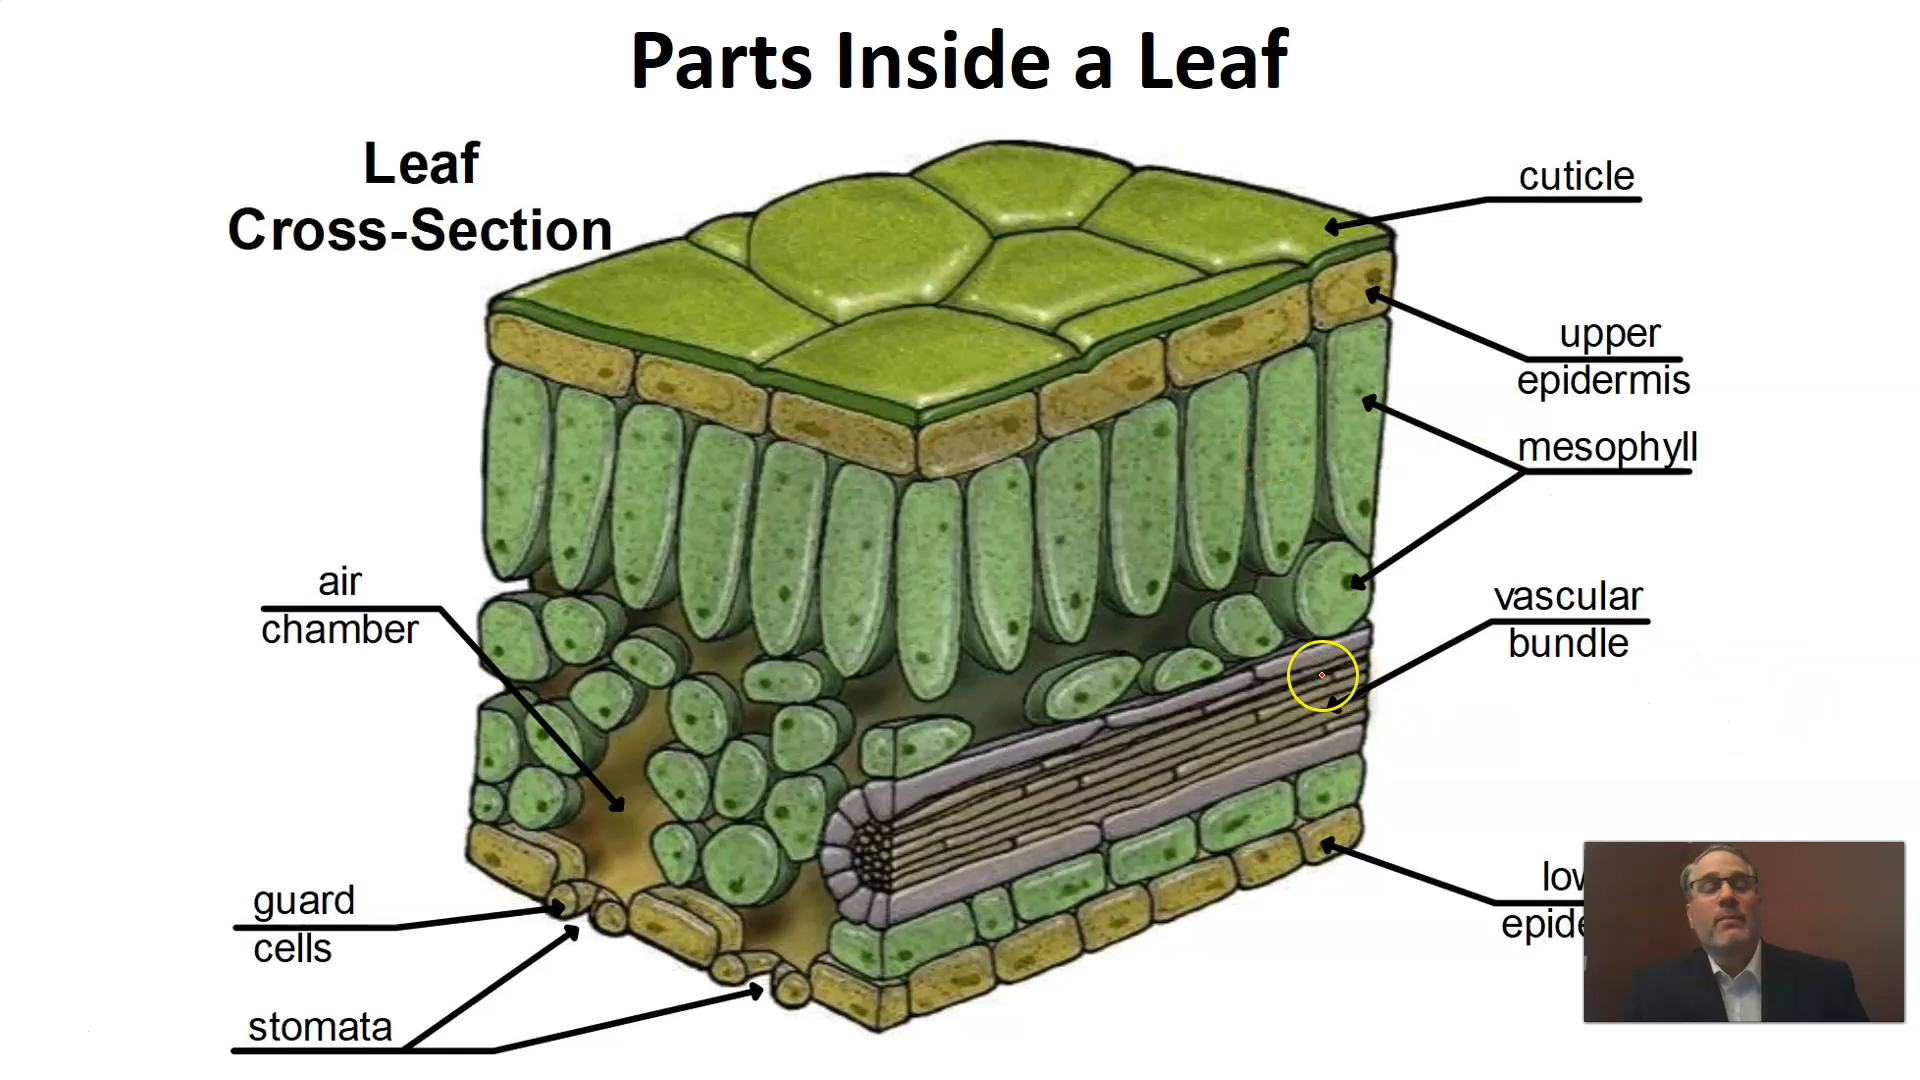 Parts Inside a Leaf
Leaf
Cross-Section
cuticle
upper
epidermis
mesophyll
air
chamber
vascular
bundle
guard
cells
stomata